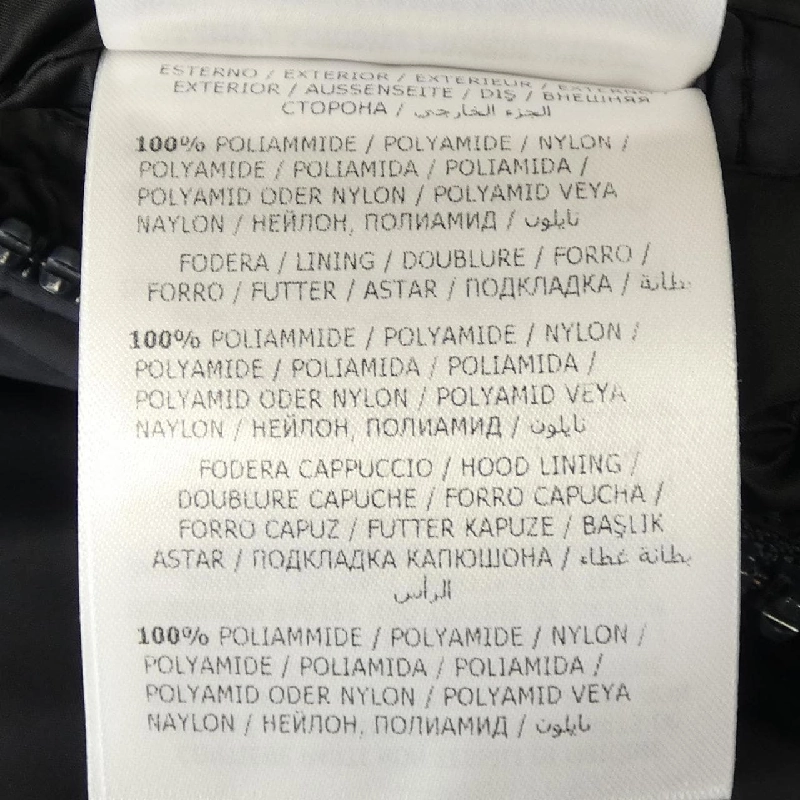 ESTERNO / EXTERIOR / EXTERIEUR / EXTERNO /
EXTERIOR / AUSSENSEITE / DIŞ / ВНЕШНЯЯ
СТОРОНА / الجزء الخارجي
100% POLIAMMIDE / POLYAMIDE / NYLON /
POLYAMIDE / POLIAMIDA / POLIAMIDA /
POLYAMID ODER NYLON / POLYAMID VEYA
NAYLON / НЕЙЛОН, ПОЛИАМИД / نايلون
FODERA / LINING / DOUBLURE / FORRO /
FORRO / FUTTER / ASTAR / ПОДКЛАДКА / بطانة
100% POLIAMMIDE / POLYAMIDE / NYLON /
POLYAMIDE / POLIAMIDA / POLIAMIDA /
POLYAMID ODER NYLON / POLYAMID VEYA
NAYLON / НЕЙЛОН, ПОЛИАМИД / نايلون
FODERA CAPPUCCIO / HOOD LINING /
DOUBLURE CAPUCHE / FORRO CAPUCHA /
FORRO CAPUZ / FUTTER KAPUZE / BAŞLIK
ASTAR / ПОДКЛАДКА КАПЮШОНА / بطانة غطاء
الرأس
100% POLIAMMIDE / POLYAMIDE / NYLON /
POLYAMIDE / POLIAMIDA / POLIAMIDA /
POLYAMID ODER NYLON / POLYAMID VEYA
NAYLON / НЕЙЛОН, ПОЛИАМИД / نايلون